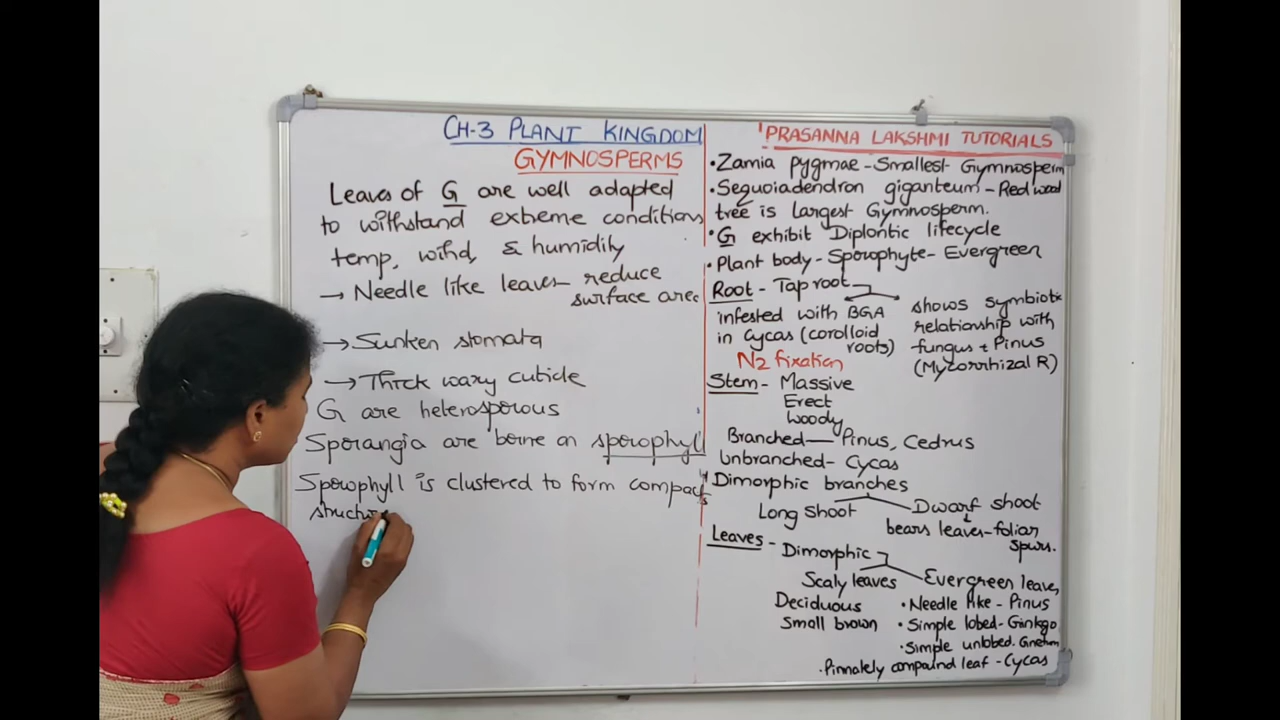 CH-3 PLANT KINGDOM
GYMNOSPERMS
Leaves of G are well adapted
to withstand extreme conditions
temp, wind, & humidity
→ Needle like leaves - reduce
surface area
→ Sunken stomata
→ Thick waxy cuticle
G are heterosporous
Sporangia are borne on sporophyll
Sporophyll is clustered to form compact
structu
'PRASANNA LAKSHMI TUTORIALS
• Zamia pygmae - Smallest Gymnosperm
• Sequoiadendron giganteum - Red wood
tree is largest Gymnosperm.
• G exhibit Diplontic lifecycle
• Plant body - Sporophyte - Evergreen
Root - Tap root
infested with BGA
in Cycas (corolloid
roots)
N2 fixation
shows symbiotic
relationship with
fungus + Pinus
(Mycorrhizal R)
Stem - Massive
Erect
Woody
Branched - Pinus, Cedrus
Unbranched - Cycas
Dimorphic branches
Long Shoot
Dwarf shoot
bears leaves - foliar
spurs.
Leaves - Dimorphic
Scaly leaves
Deciduous
Small brown
Evergreen leaves
• Needle like - Pinus
• Simple lobed - Ginkgo
• Simple unlobed. Gnetum
• Pinnately compound leaf - Cycas